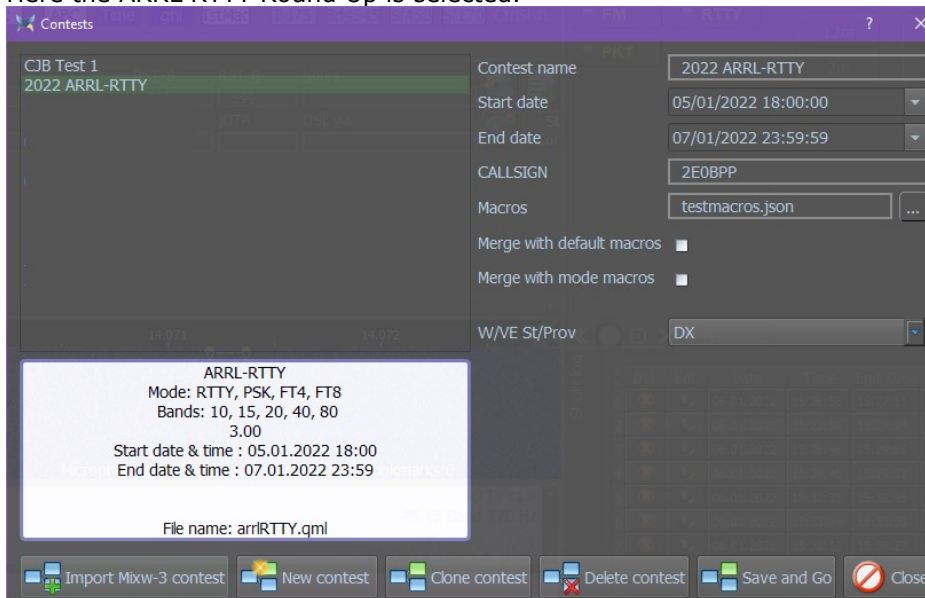 Here the ARRL RTTY Round-Up is selected.
Contests
?
CJB Test 1
2022 ARRL-RTTY
Contest name
2022 ARRL-RTTY
Start date
05/01/2022 18:00:00
End date
07/01/2022 23:59:59
CALLSIGN
2E0BPP
Macros
testmacros.json
...
Merge with default macros
Merge with mode macros
14,071
14,072
W/VE St/Prov
DX
ARRL-RTTY
Mode: RTTY, PSK, FT4, FT8
Bands: 10, 15, 20, 40, 80
3.00
Start date & time : 05.01.2022 18:00
End date & time : 07.01.2022 23:59
File name: arrlRTTY.qml
Import Mixw-3 contest
New contest
Clone contest
Delete contest
Save and Go
Close